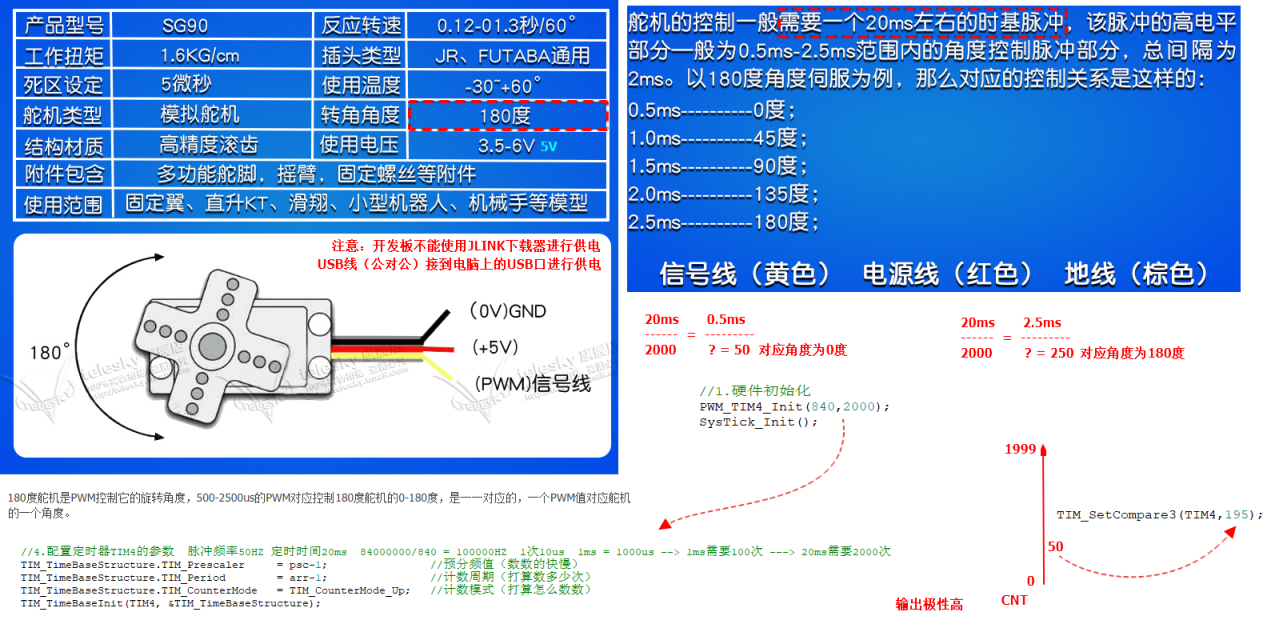 产品型号 SG90 反应转速 0.12-01.3秒/60°
工作扭矩 1.6KG/cm 插头类型 JR、FUTABA通用
死区设定 5微秒 使用温度 -30~+60°
舵机类型 模拟舵机 转角角度 180度
结构材质 高精度滚齿 使用电压 3.5-6V 5V
附件包含 多功能舵脚，摇臂，固定螺丝等附件
使用范围 固定翼、直升KT、滑翔、小型机器人、机械手等模型
注意：开发板不能使用JLINK下载器进行供电
USB线（公对公）接到电脑上的USB口进行供电
180°
(0V)GND
(+5V)
(PWM)信号线
180度舵机是PWM控制它的旋转角度，500-2500us的PWM对应控制180度舵机的0-180度，是一一对应的，一个PWM值对应舵机
的一个角度。
舵机的控制一般需要一个20ms左右的时基脉冲，该脉冲的高电平
部分一般为0.5ms-2.5ms范围内的角度控制脉冲部分，总间隔为
2ms。以180度角度伺服为例，那么对应的控制关系是这样的：
0.5ms----------0度；
1.0ms----------45度；
1.5ms----------90度；
2.0ms----------135度；
2.5ms----------180度；
信号线（黄色） 电源线（红色） 地线（棕色）
20ms 0.5ms
------ = ---------
2000 ? = 50 对应角度为0度
20ms 2.5ms
------ = ---------
2000 ? = 250 对应角度为180度
//1.硬件初始化
PWM_TIM4_Init(840,2000);
SysTick_Init();
1999
TIM_SetCompare3(TIM4,195);
50
0
CNT
输出极性高
//4.配置定时器TIM4的参数 脉冲频率50HZ 定时时间20ms 84000000/840 = 100000HZ 1次10us 1ms = 1000us --> 1ms需要100次 ---> 20ms需要2000次
TIM_TimeBaseStructure.TIM_Prescaler = psc-1; //预分频值（数数的快慢）
TIM_TimeBaseStructure.TIM_Period = arr-1; //计数周期（打算数多少次）
TIM_TimeBaseStructure.TIM_CounterMode = TIM_CounterMode_Up; //计数模式（打算怎么数数）
TIM_TimeBaseInit(TIM4, &TIM_TimeBaseStructure);